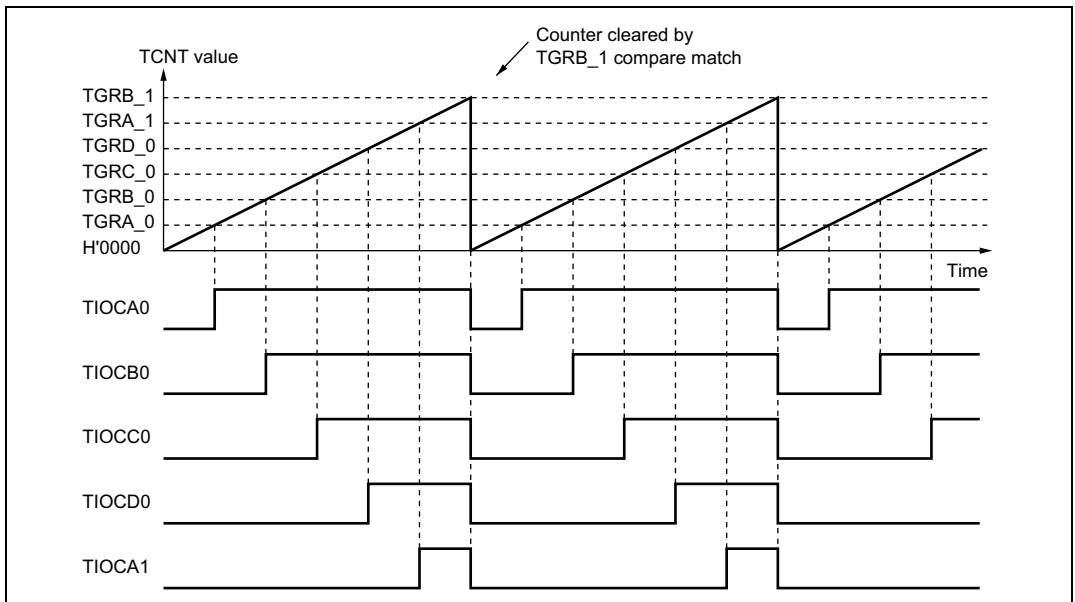 Counter cleared by
TGRB_1 compare match
TCNT value
TGRB_1
TGRA_1
TGRD_0
TGRC_0
TGRB_0
TGRA_0
H'0000
Time
TIOCA0
TIOCB0
TIOCC0
TIOCD0
TIOCA1